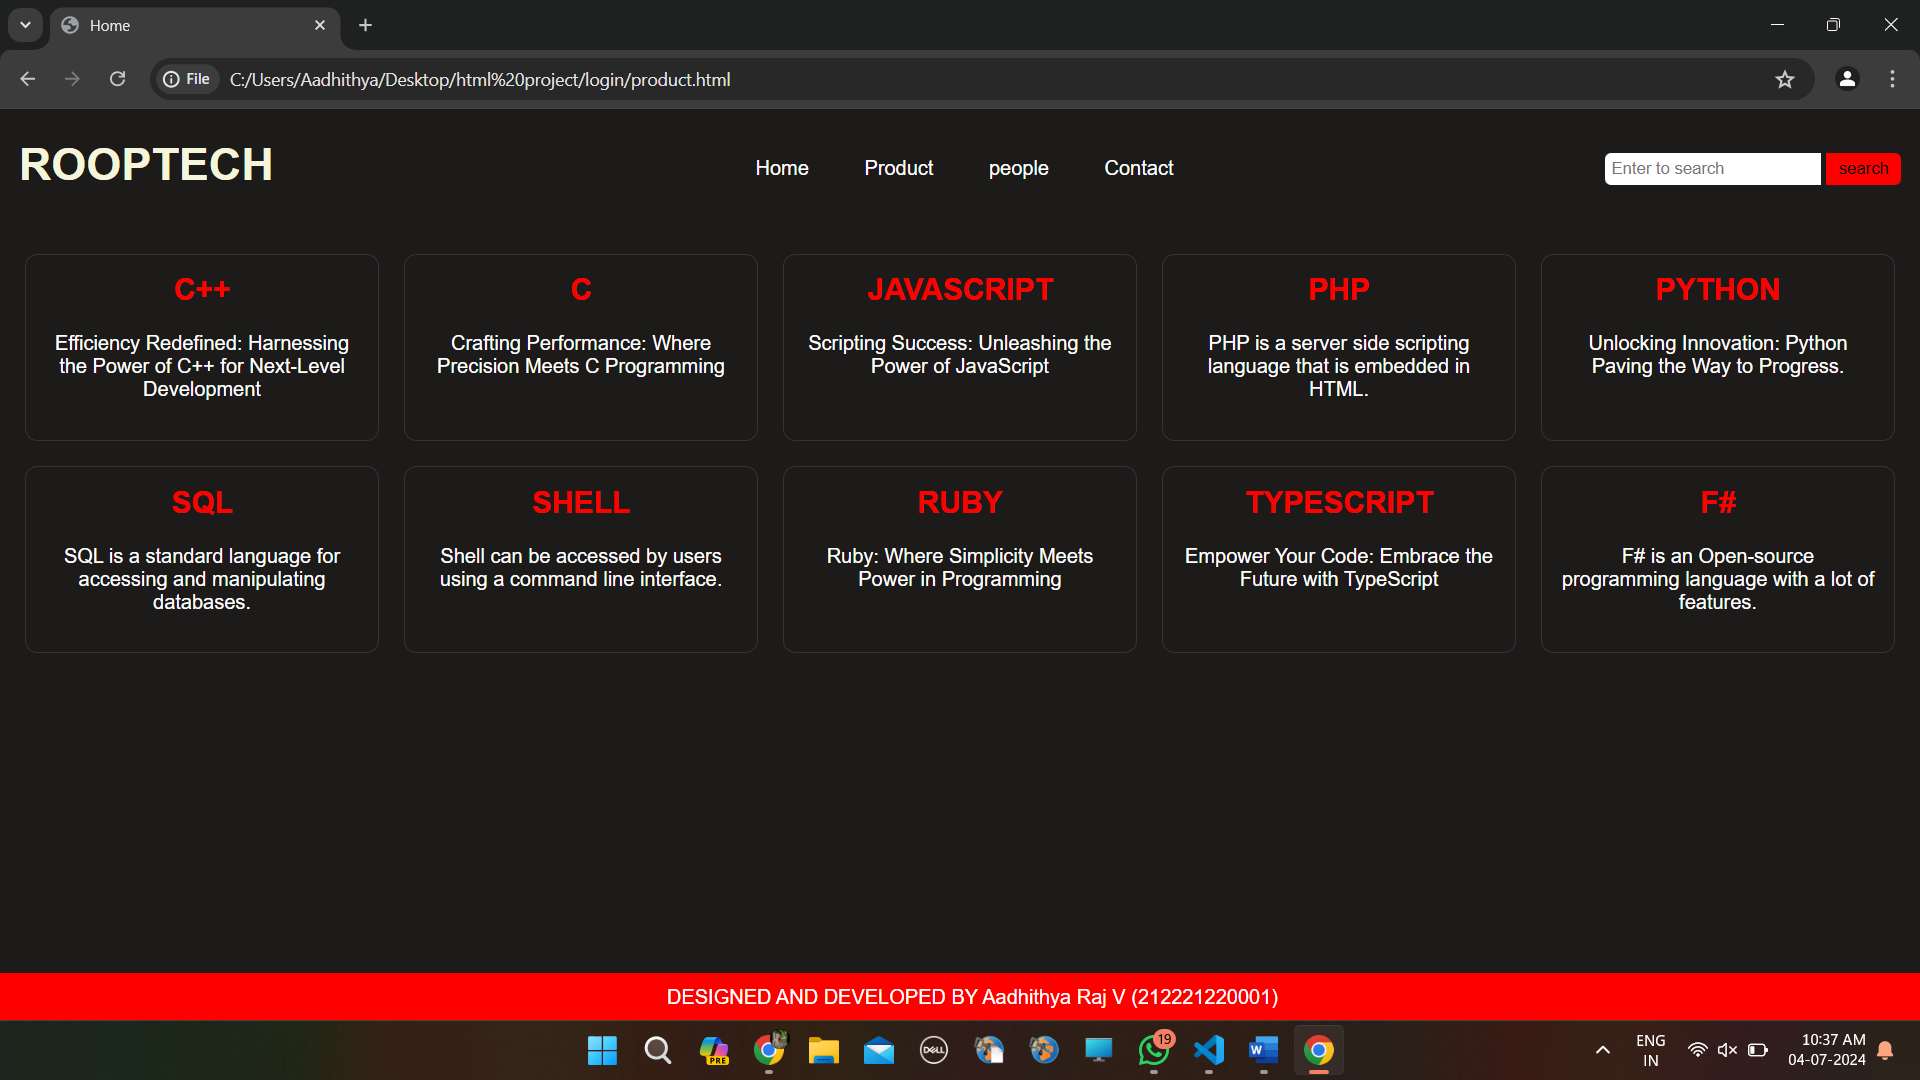 Home
File
C:/Users/Aadhithya/Desktop/html%20project/login/product.html
ROOPTECH
Home
Product
people
Contact
Enter to search
search
C++
Efficiency Redefined: Harnessing
the Power of C++ for Next-Level
Development
C
Crafting Performance: Where
Precision Meets C Programming
JAVASCRIPT
Scripting Success: Unleashing the
Power of JavaScript
PHP
PHP is a server side scripting
language that is embedded in
HTML.
PYTHON
Unlocking Innovation: Python
Paving the Way to Progress.
SQL
SQL is a standard language for
accessing and manipulating
databases.
SHELL
Shell can be accessed by users
using a command line interface.
RUBY
Ruby: Where Simplicity Meets
Power in Programming
TYPESCRIPT
Empower Your Code: Embrace the
Future with TypeScript
F#
F# is an Open-source
programming language with a lot of
features.
DESIGNED AND DEVELOPED BY Aadhithya Raj V (212221220001)
PRE
DELL
19
W
ENG
IN
10:37 AM
04-07-2024